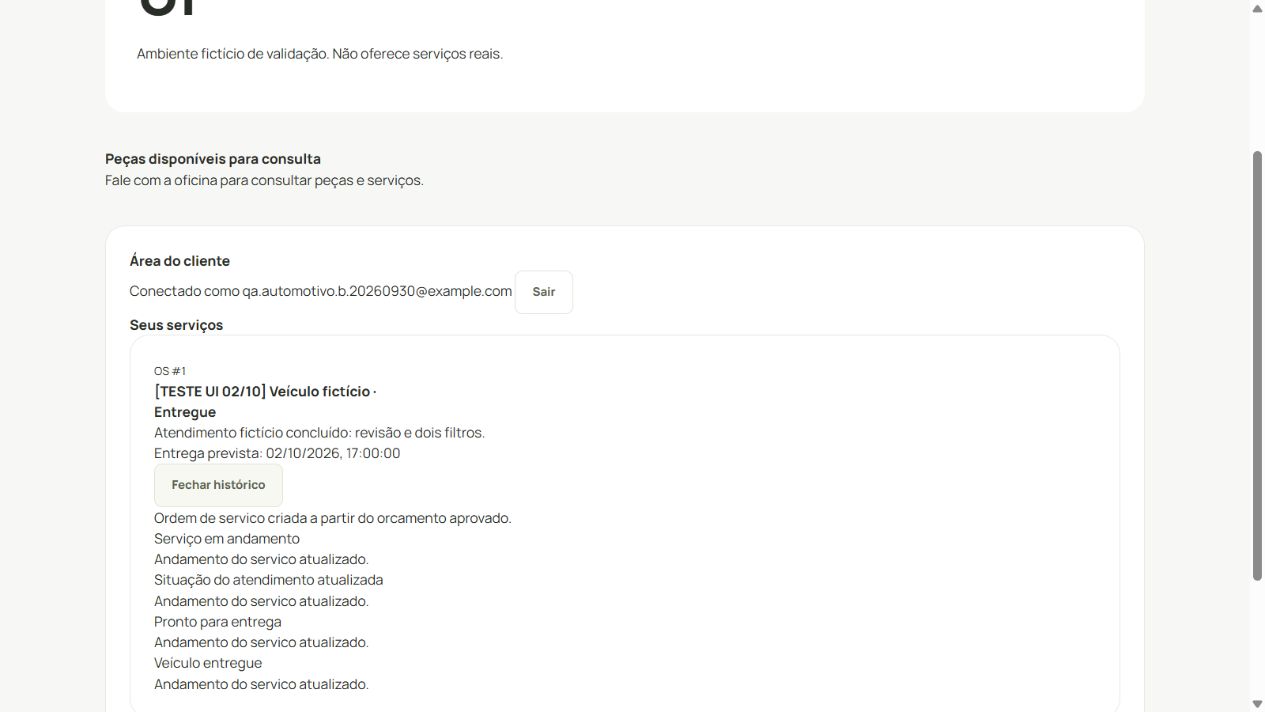 UI
Ambiente fictício de validação. Não oferece serviços reais.
Peças disponíveis para consulta
Fale com a oficina para consultar peças e serviços.
Área do cliente
Conectado como qa.automotivo.b.20260930@example.com Sair
Seus serviços
OS #1
[TESTE UI 02/10] Veículo fictício ·
Entregue
Atendimento fictício concluído: revisão e dois filtros.
Entrega prevista: 02/10/2026, 17:00:00
Fechar histórico
Ordem de servico criada a partir do orcamento aprovado.
Serviço em andamento
Andamento do servico atualizado.
Situação do atendimento atualizada
Andamento do servico atualizado.
Pronto para entrega
Andamento do servico atualizado.
Veículo entregue
Andamento do servico atualizado.